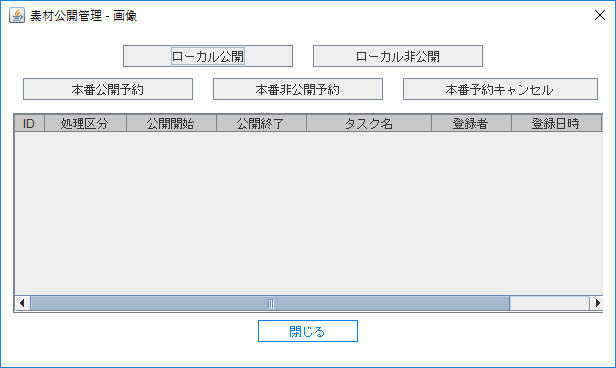 素材公開管理 - 画像
ローカル公開 ローカル非公開
本番公開予約 本番非公開予約 本番予約キャンセル
ID 処理区分 公開開始 公開終了 タスク名 登録者 登録日時
閉じる